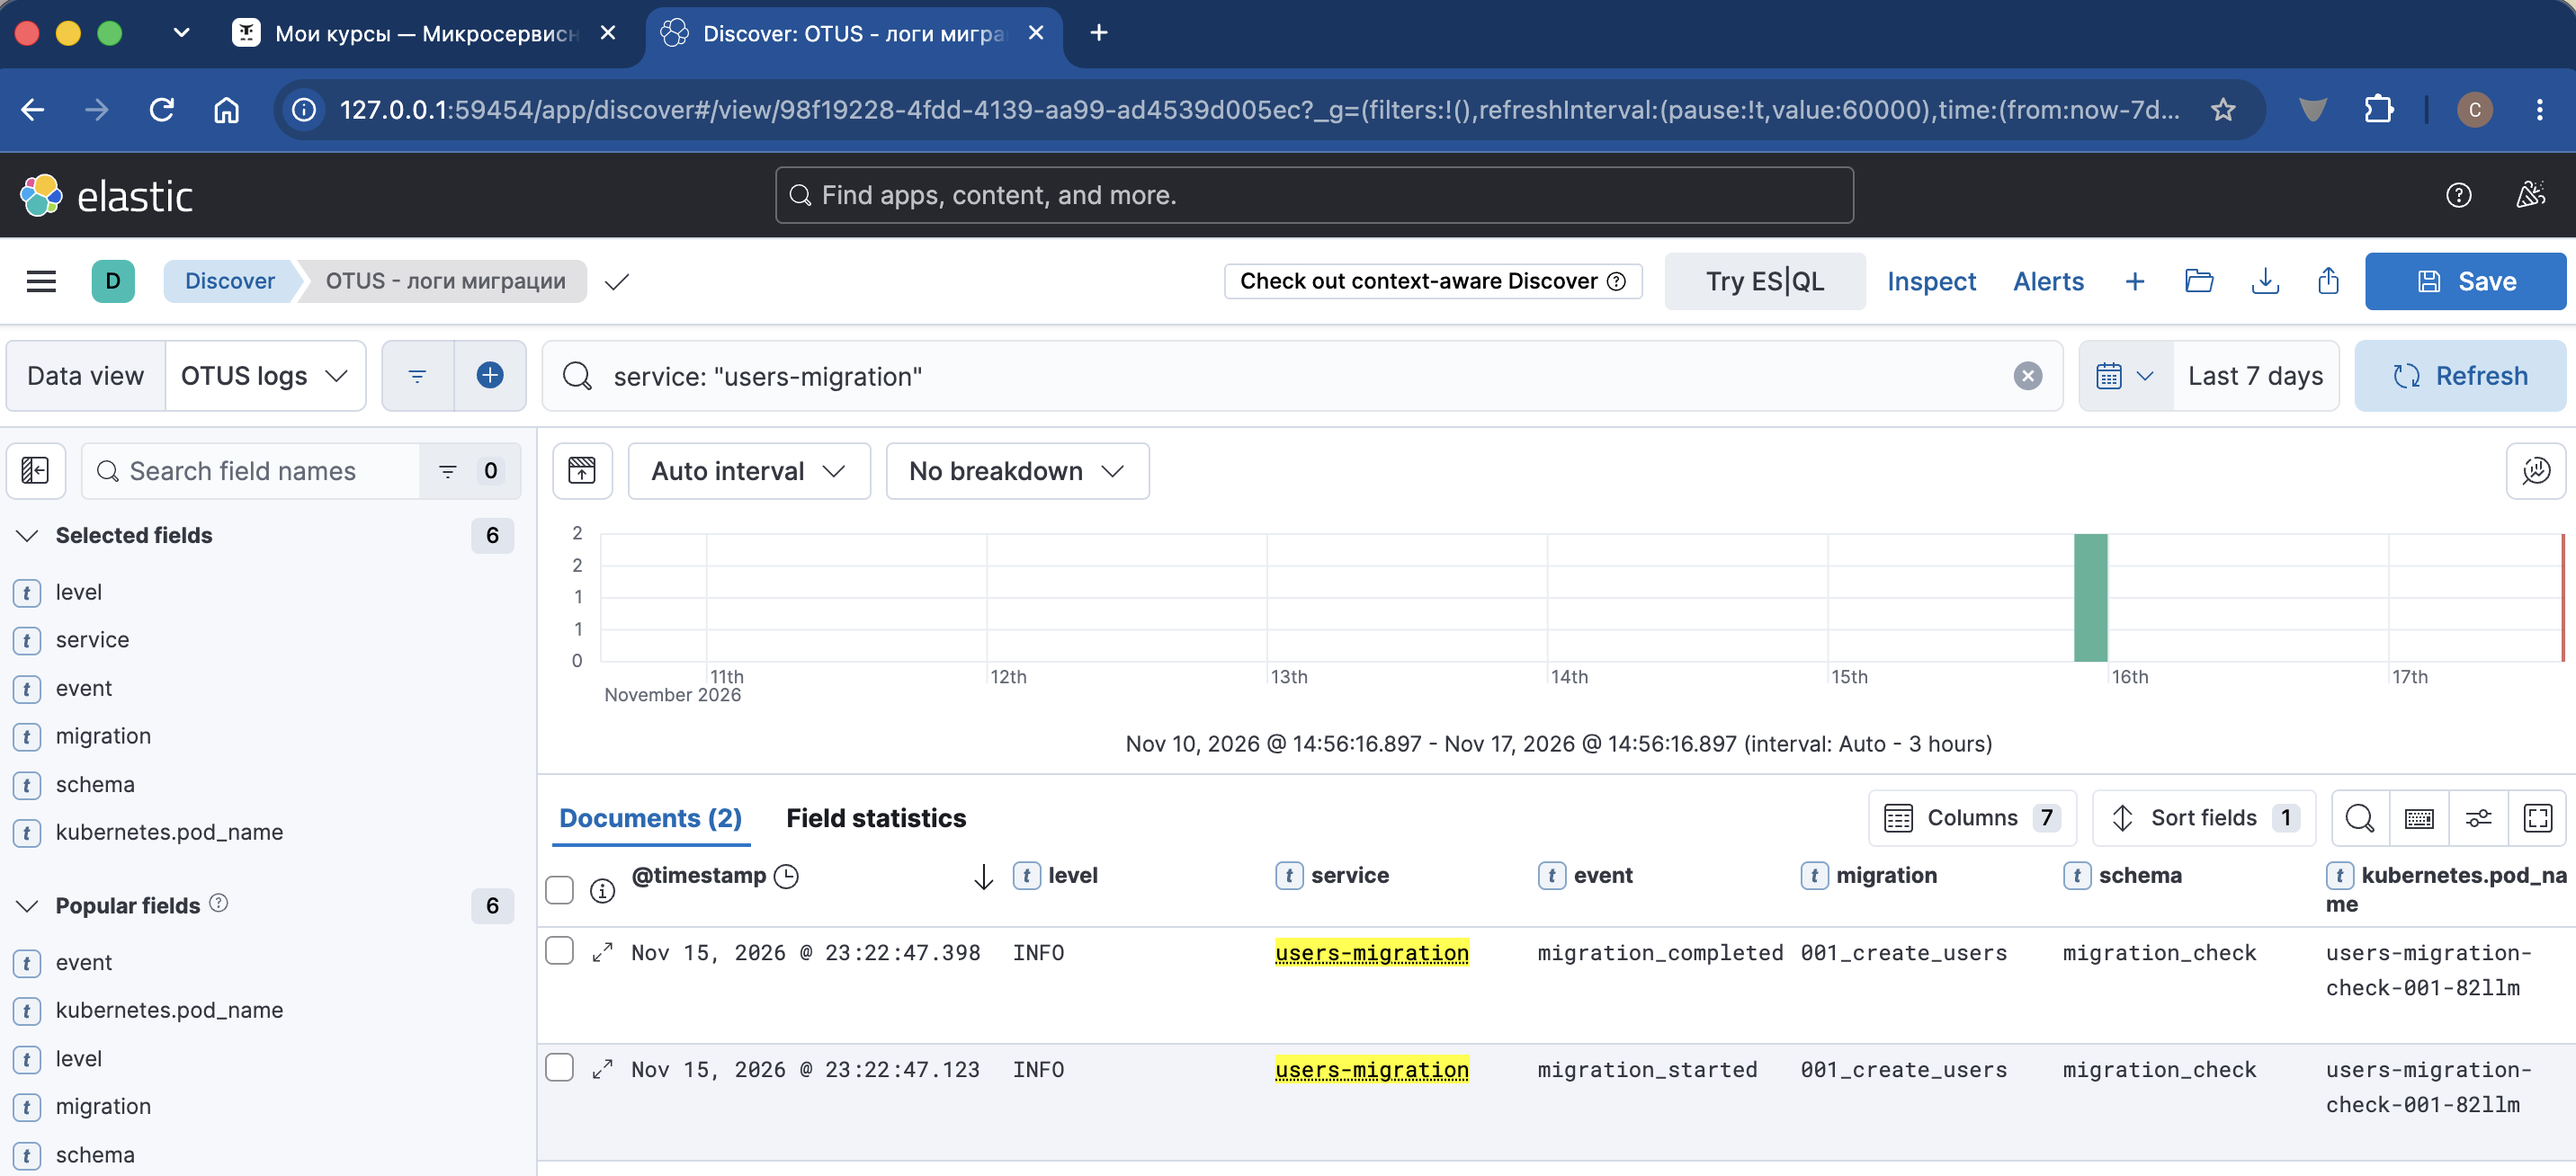 Мои курсы — Микросервисн
Discover: OTUS - логи мигра
127.0.0.1:59454/app/discover#/view/98f19228-4fdd-4139-aa99-ad4539d005ec?_g=(filters:!(),refreshInterval:(pause:!t,value:60000),time:(from:now-7d...
C
elastic
Find apps, content, and more.
D
Discover
OTUS - логи миграции
Check out context-aware Discover
Try ES|QL
Inspect
Alerts
Save
Data view
OTUS logs
service: "users-migration"
Last 7 days
Refresh
Search field names
0
Auto interval
No breakdown
Selected fields
6
t level
t service
t event
t migration
t schema
t kubernetes.pod_name
Popular fields
6
t event
t kubernetes.pod_name
t level
t migration
t schema
2
2
1
1
0
11th
12th
13th
14th
15th
16th
17th
November 2026
Nov 10, 2026 @ 14:56:16.897 - Nov 17, 2026 @ 14:56:16.897 (interval: Auto - 3 hours)
Documents (2)
Field statistics
Columns 7
Sort fields 1
@timestamp
t level
t service
t event
t migration
t schema
t kubernetes.pod_na
me
Nov 15, 2026 @ 23:22:47.398 INFO users-migration migration_completed 001_create_users migration_check users-migration-
check-001-82llm
Nov 15, 2026 @ 23:22:47.123 INFO users-migration migration_started 001_create_users migration_check users-migration-
check-001-82llm